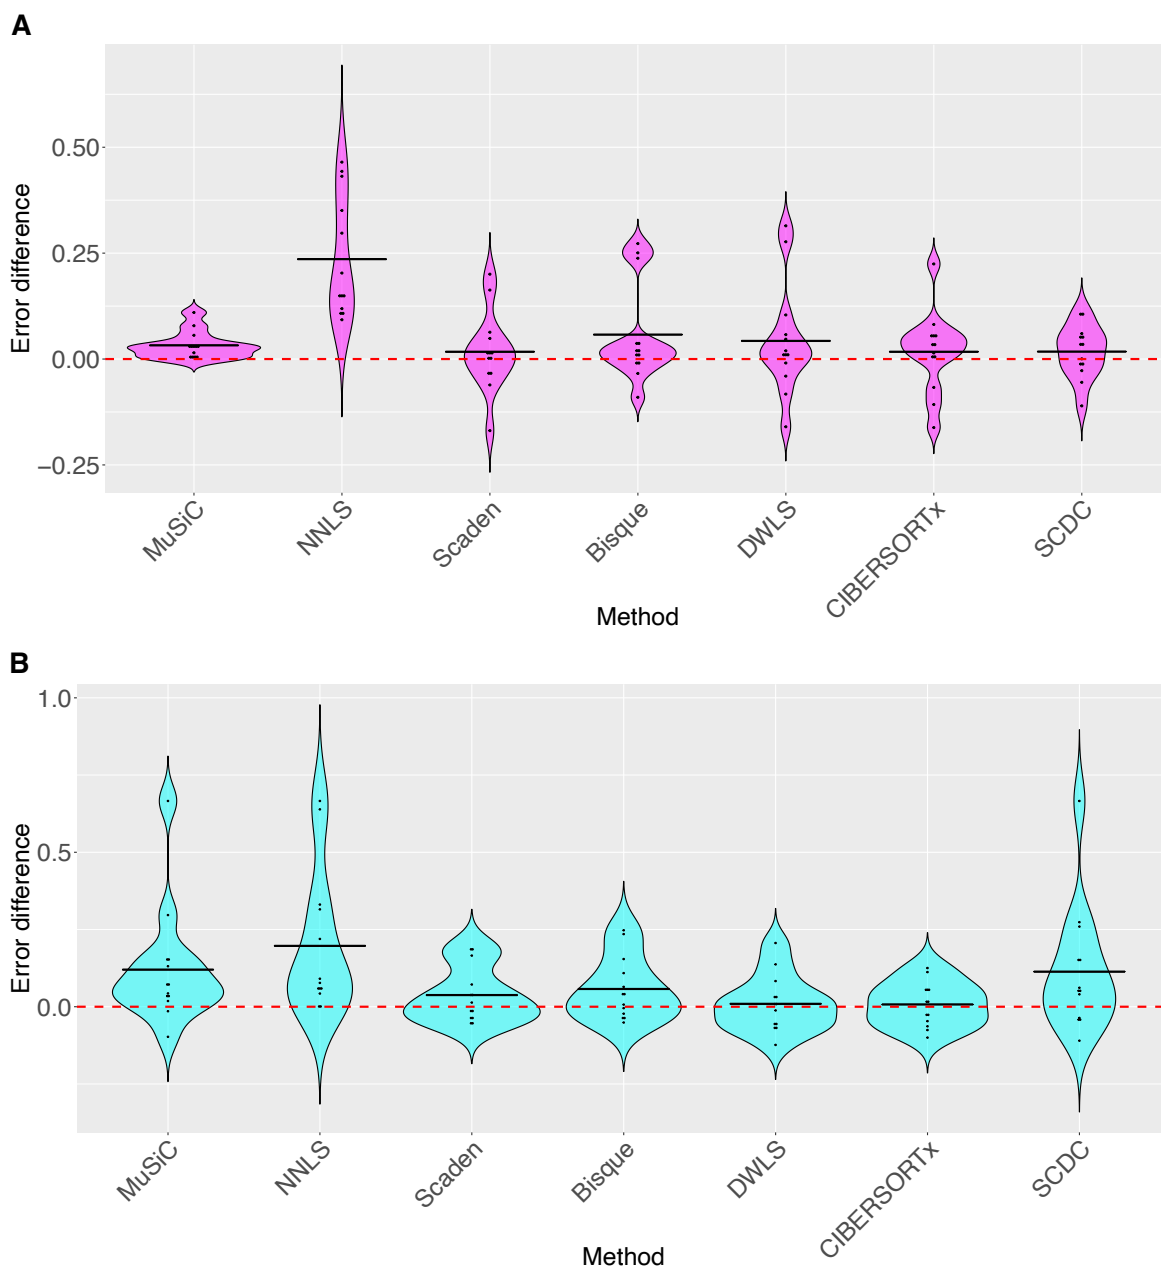 A
Error difference
0.50
0.25
0.00
−0.25
MuSiC
NNLS
Scaden
Bisque
DWLS
CIBERSORTx
SCDC
Method
B
Error difference
1.0
0.5
0.0
MuSiC
NNLS
Scaden
Bisque
DWLS
CIBERSORTx
SCDC
Method